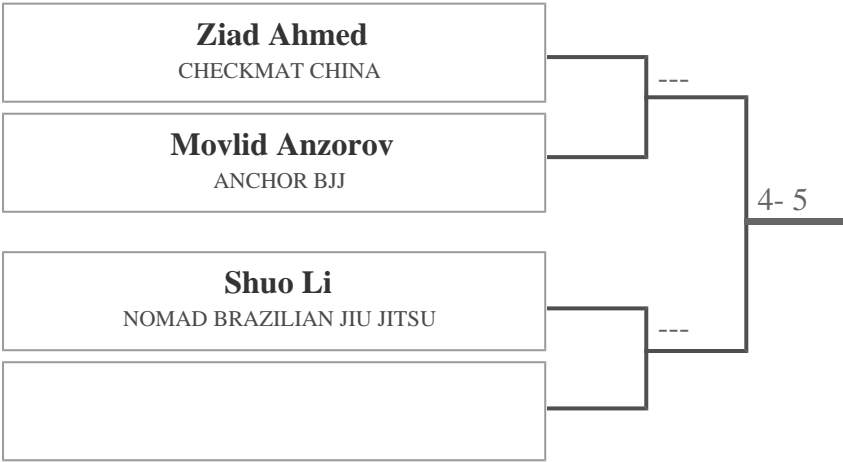 Ziad Ahmed
CHECKMAT CHINA
---
Movlid Anzorov
ANCHOR BJJ
4- 5
Shuo Li
NOMAD BRAZILIAN JIU JITSU
---